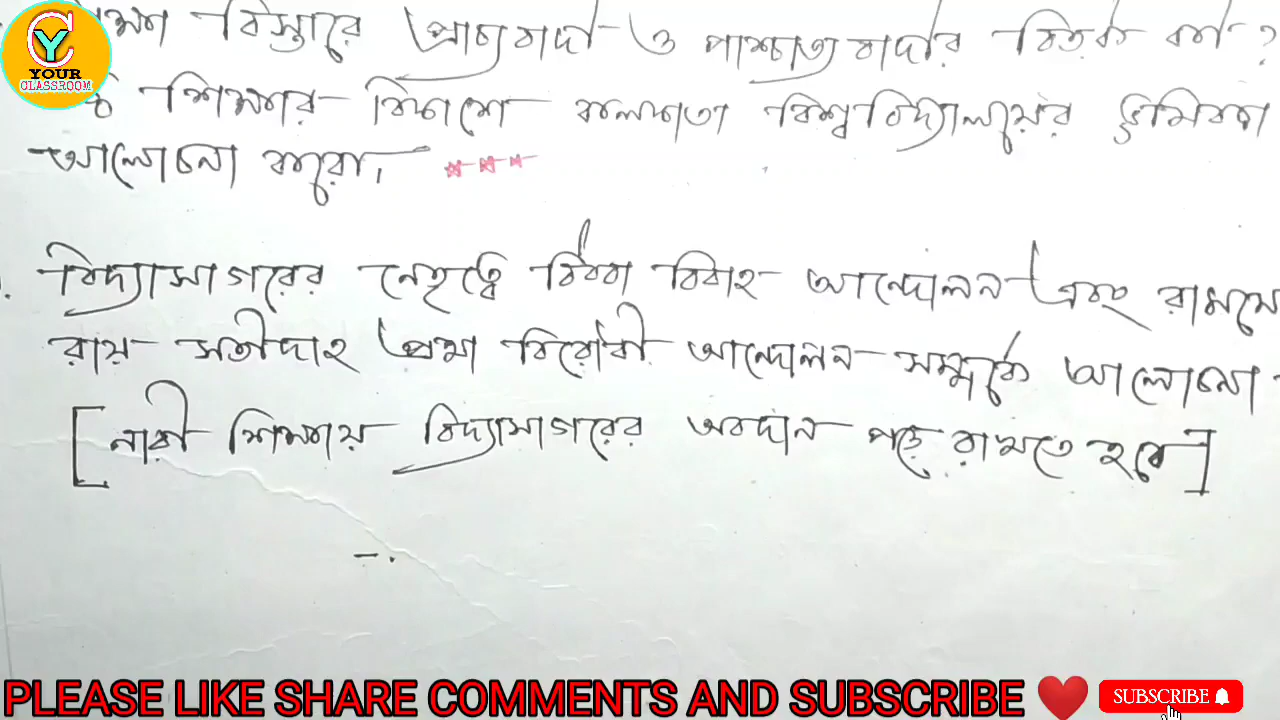 বিস্তারে প্রাচ্যবাদী ও পাশ্চাত্যবাদীর বিতর্ক কী?
শিক্ষার বিকাশে কলকাতা বিশ্ববিদ্যালয়ের ভূমিকা
আলোচনা করো। ***
বিদ্যাসাগরের নেতৃত্বে বিধবা বিবাহ আন্দোলন এবং রামমো
রায় সতীদাহ প্রথা বিরোধী আন্দোলন সম্পর্কে আলোচনা
[নারী শিক্ষায় বিদ্যাসাগরের অবদান পড়ে রাখতে হবে]
CY
YOUR
CLASSROOM
PLEASE LIKE SHARE COMMENTS AND SUBSCRIBE
SUBSCRIBE